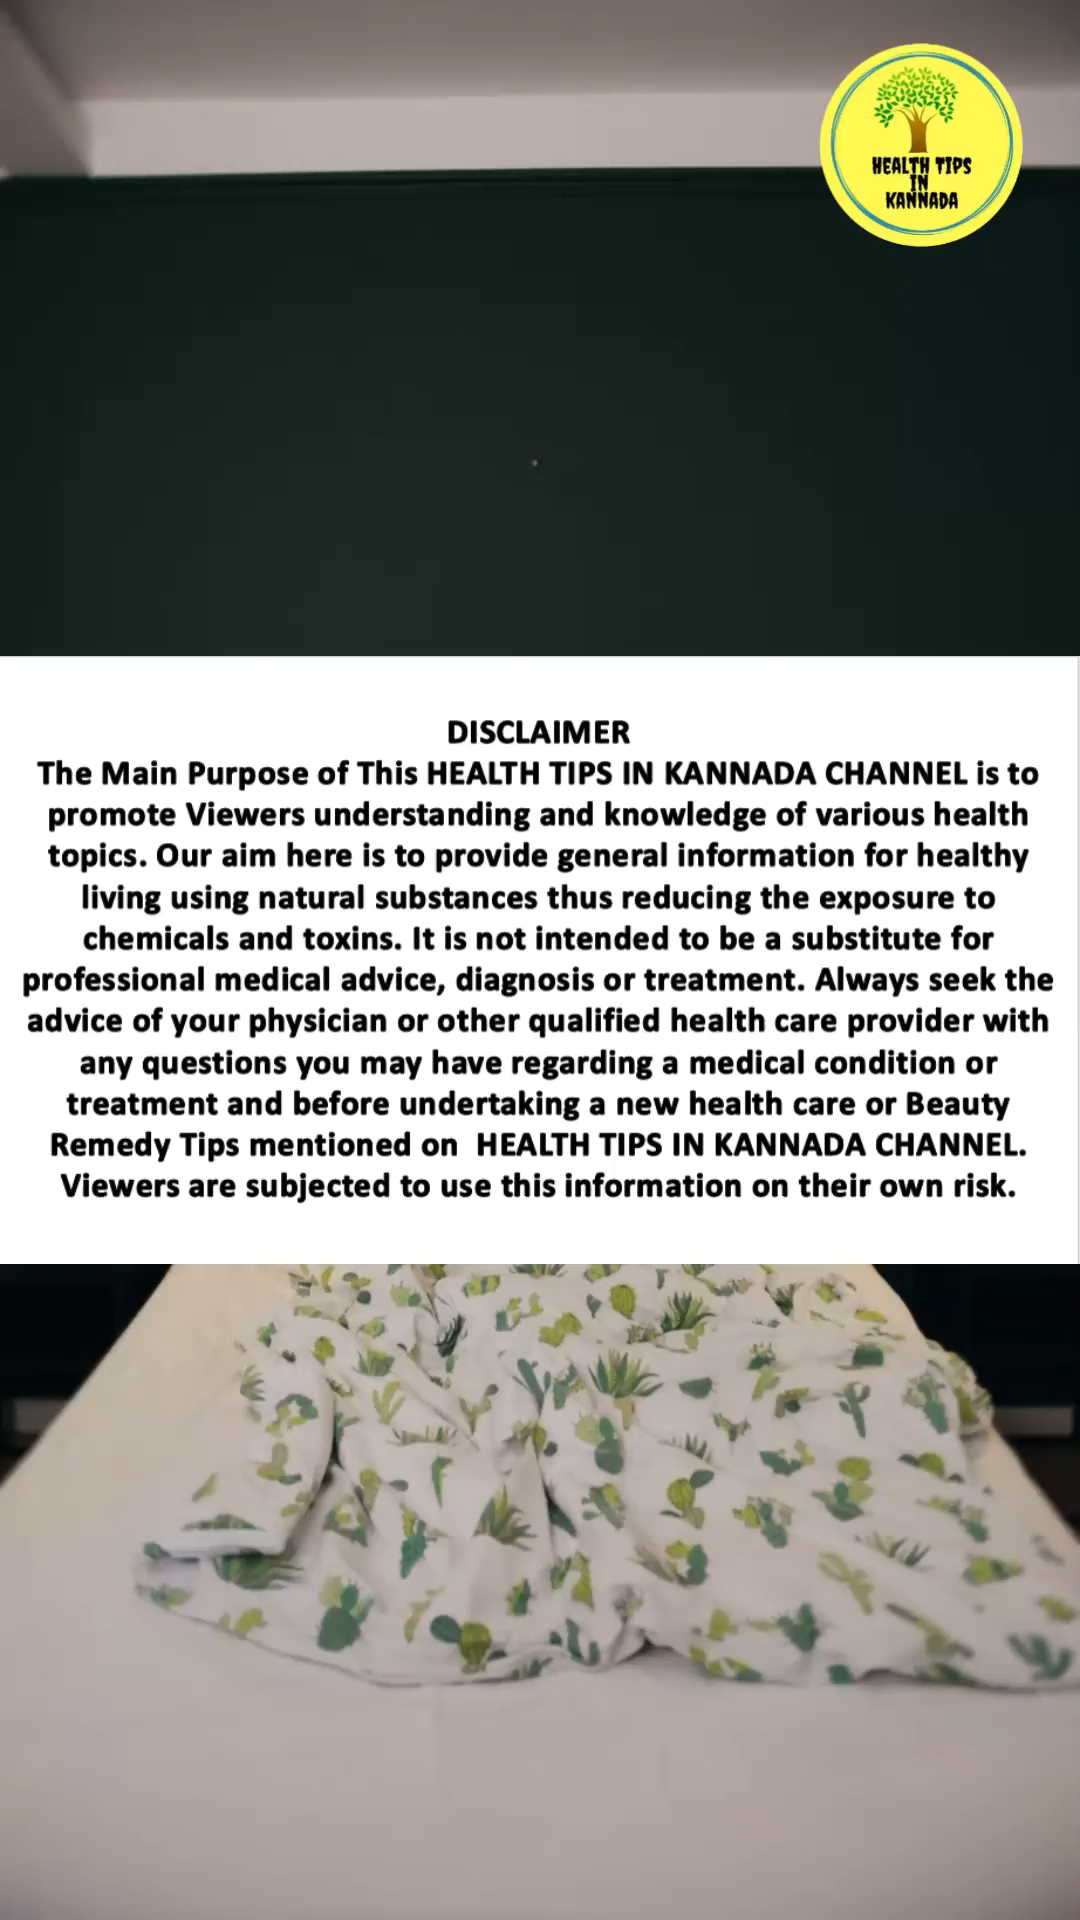 HEALTH TIPS
IN
KANNADA
DISCLAIMER
The Main Purpose of This HEALTH TIPS IN KANNADA CHANNEL is to
promote Viewers understanding and knowledge of various health
topics. Our aim here is to provide general information for healthy
living using natural substances thus reducing the exposure to
chemicals and toxins. It is not intended to be a substitute for
professional medical advice, diagnosis or treatment. Always seek the
advice of your physician or other qualified health care provider with
any questions you may have regarding a medical condition or
treatment and before undertaking a new health care or Beauty
Remedy Tips mentioned on  HEALTH TIPS IN KANNADA CHANNEL.
Viewers are subjected to use this information on their own risk.